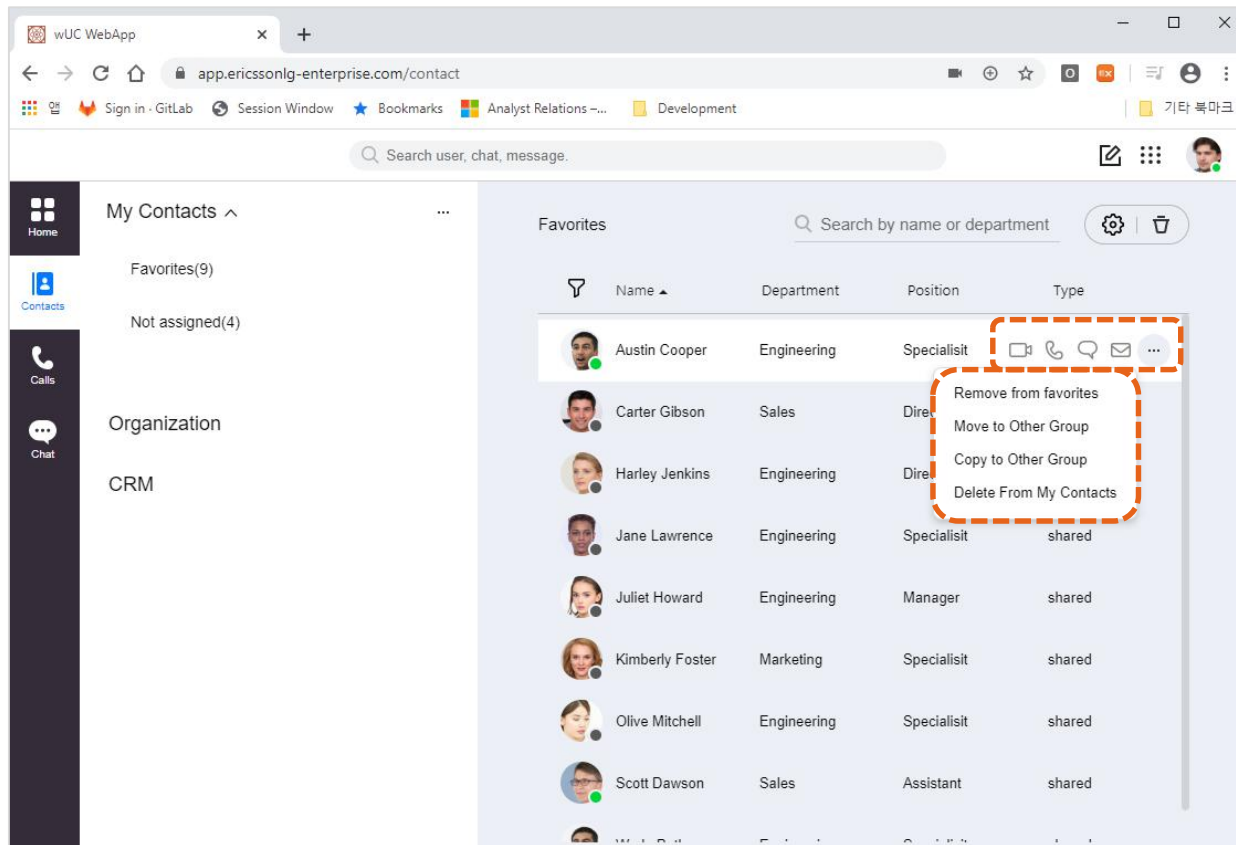 wUC WebApp
app.ericssonlg-enterprise.com/contact
앱 Sign in · GitLab Session Window Bookmarks Analyst Relations –... Development 기타 북마크
Search user, chat, message.
Home
Contacts
Calls
Chat
My Contacts ...
Favorites(9)
Not assigned(4)
Organization
CRM
Favorites Search by name or department
Name Department Position Type
Austin Cooper Engineering Specialisit
Remove from favorites
Move to Other Group
Copy to Other Group
Delete From My Contacts
Carter Gibson Sales
Harley Jenkins Engineering
Jane Lawrence Engineering Specialisit shared
Juliet Howard Engineering Manager shared
Kimberly Foster Marketing Specialisit shared
Olive Mitchell Engineering Specialisit shared
Scott Dawson Sales Assistant shared